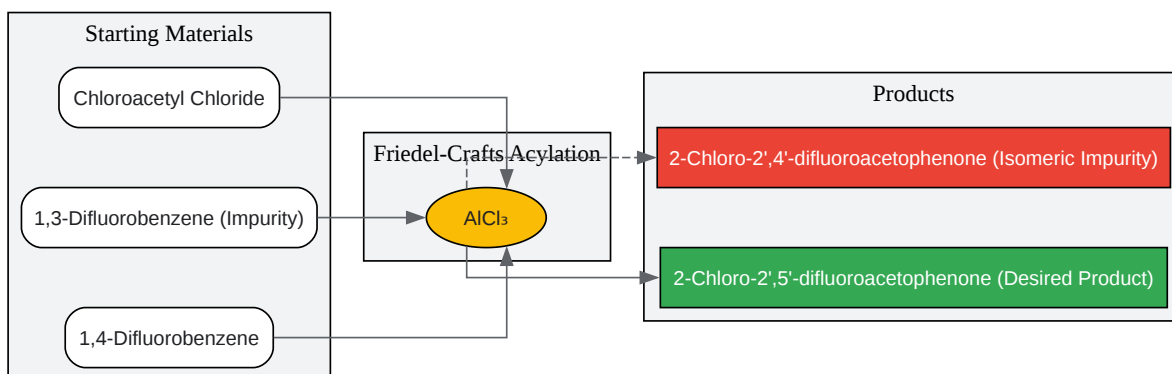 Starting Materials
Chloroacetyl Chloride
1,3-Difluorobenzene (Impurity)
1,4-Difluorobenzene
Friedel-Crafts Acylation
AlCl₃
Products
2-Chloro-2',4'-difluoroacetophenone (Isomeric Impurity)
2-Chloro-2',5'-difluoroacetophenone (Desired Product)